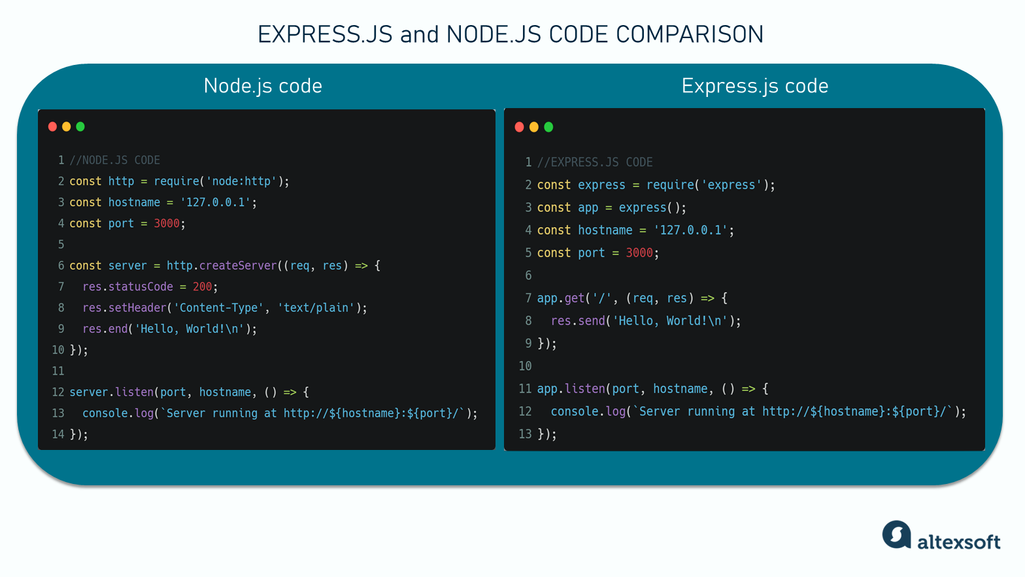 EXPRESS.JS and NODE.JS CODE COMPARISON
Node.js code
1 //NODE.JS CODE
2 const http = require('node:http');
3 const hostname = '127.0.0.1';
4 const port = 3000;
5
6 const server = http.createServer((req, res) => {
7   res.statusCode = 200;
8   res.setHeader('Content-Type', 'text/plain');
9   res.end('Hello, World!\n');
10 });
11
12 server.listen(port, hostname, () => {
13   console.log(`Server running at http://${hostname}:${port}/`);
14 });
Express.js code
1 //EXPRESS.JS CODE
2 const express = require('express');
3 const app = express();
4 const hostname = '127.0.0.1';
5 const port = 3000;
6
7 app.get('/', (req, res) => {
8   res.send('Hello, World!\n');
9 });
10
11 app.listen(port, hostname, () => {
12   console.log(`Server running at http://${hostname}:${port}/`);
13 });
altexsoft